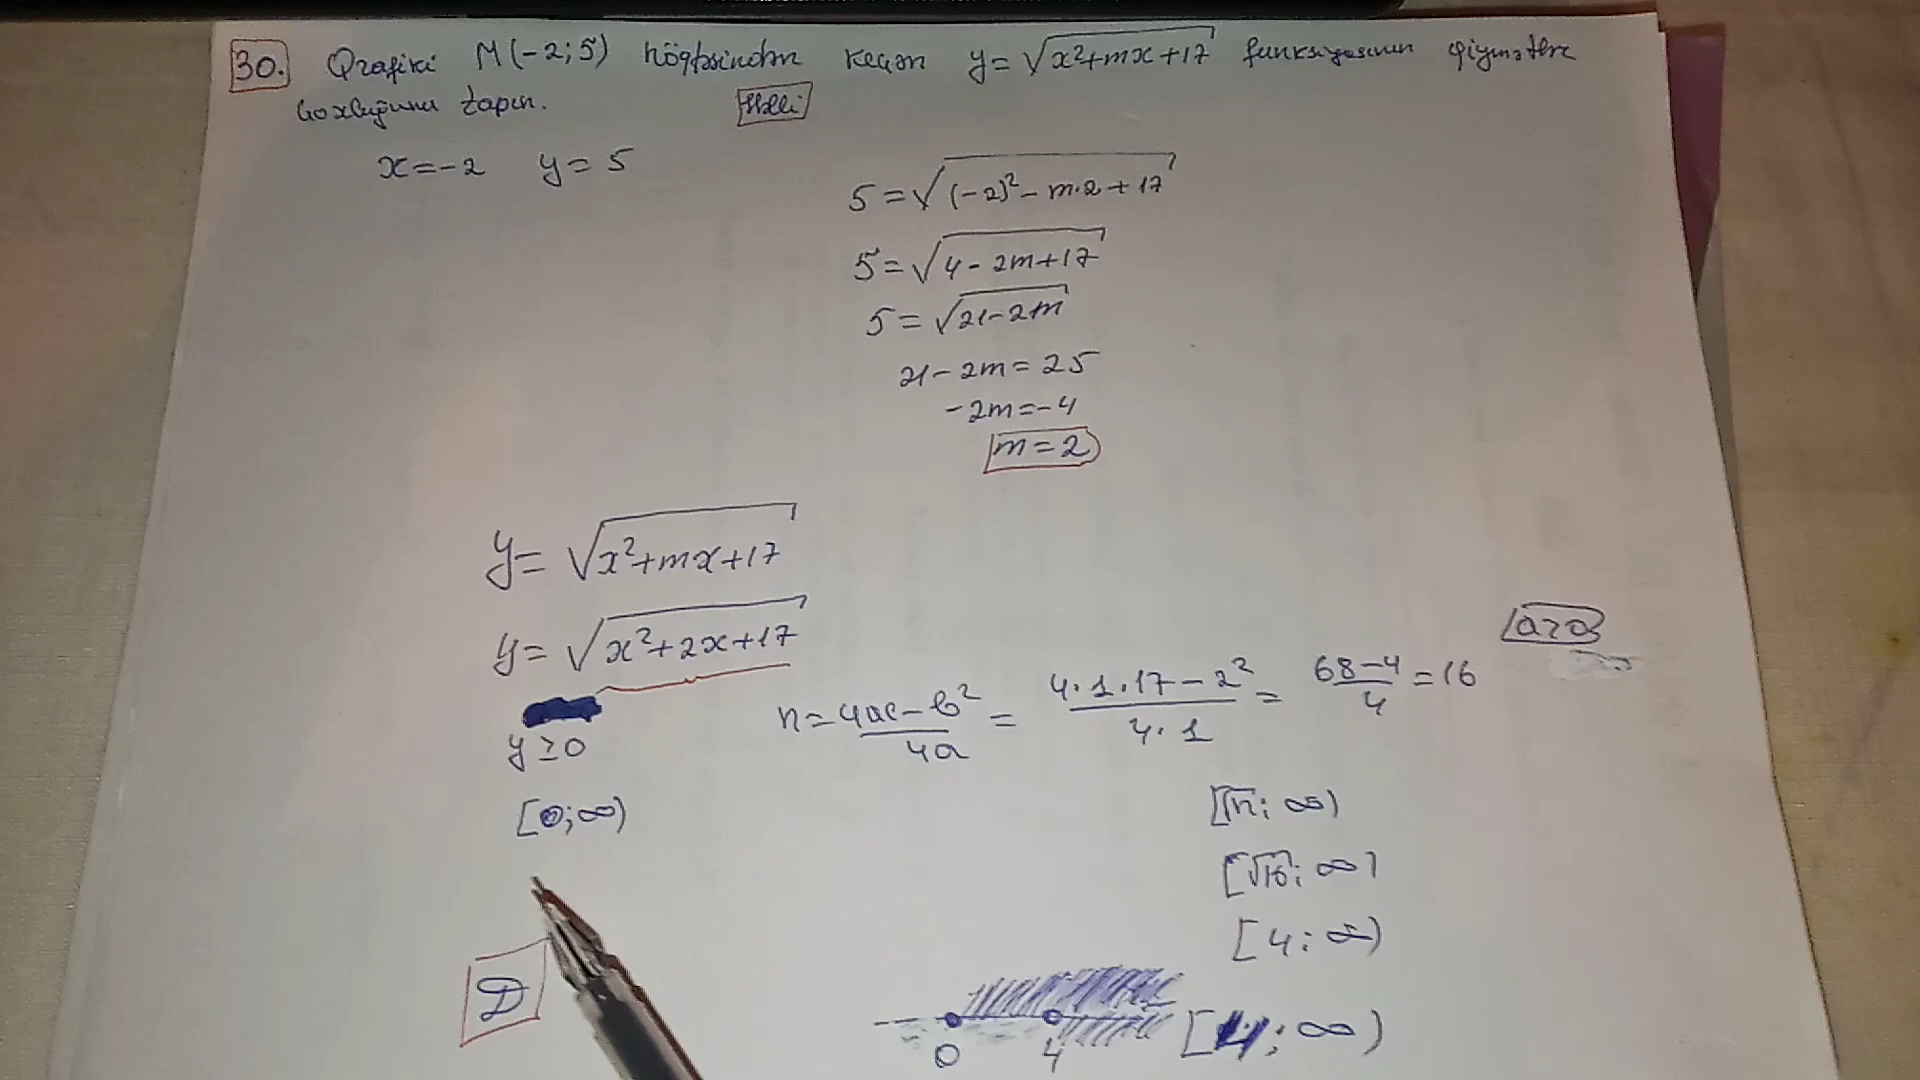 30. Qrafiki M(-2;5) nöqtəsindən keçən y=√(x²+mx+17) funksiyasının qiymətlər
çoxluğunu tapın. Həlli
x=-2 y=5
5=√((-2)²-m·2+17)
5=√(4-2m+17)
5=√(21-2m)
21-2m=25
-2m=-4
m=2
y=√(x²+mx+17)
y=√(x²+2x+17)
a>0
n=(4ac-b²)/(4a)=(4·1·17-2²)/(4·1)=(68-4)/4=16
y≥0
[0;∞)
[√n;∞)
[√16;∞)
[4;∞)
D
0 4 [4;∞)